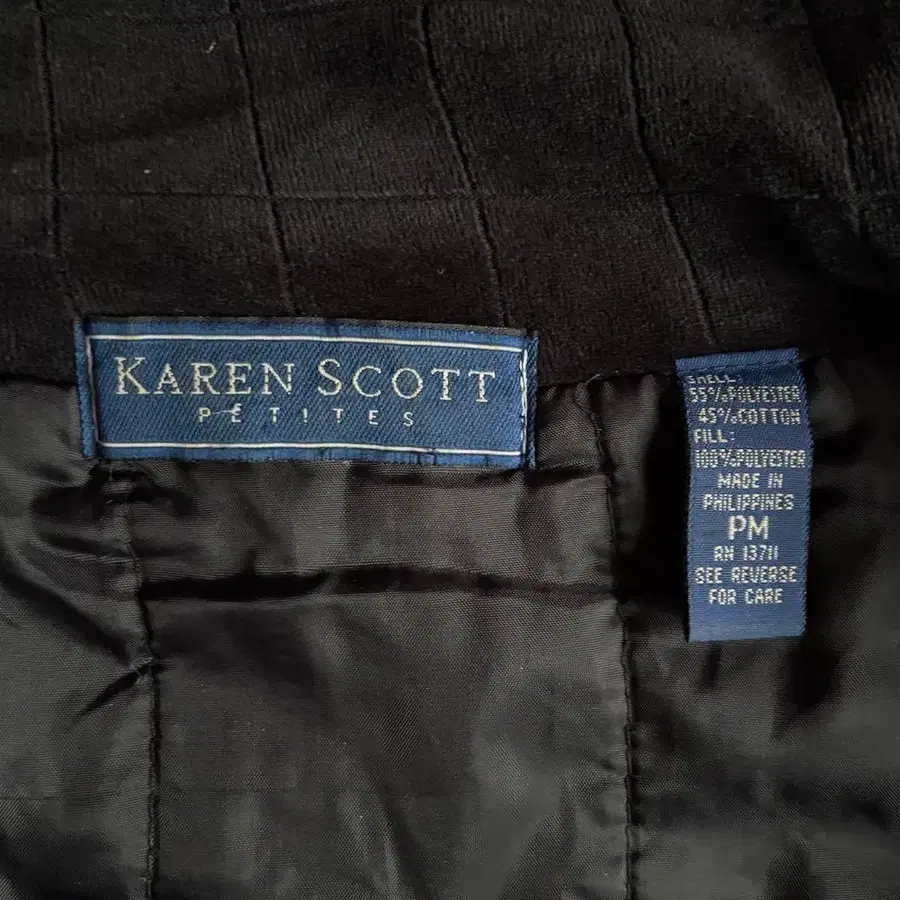 KAREN SCOTT
PETITES
SHELL:
55%POLYESTER
45%COTTON
FILL:
100%POLYESTER
MADE IN
PHILIPPINES
PM
RN 13711
SEE REVERSE
FOR CARE